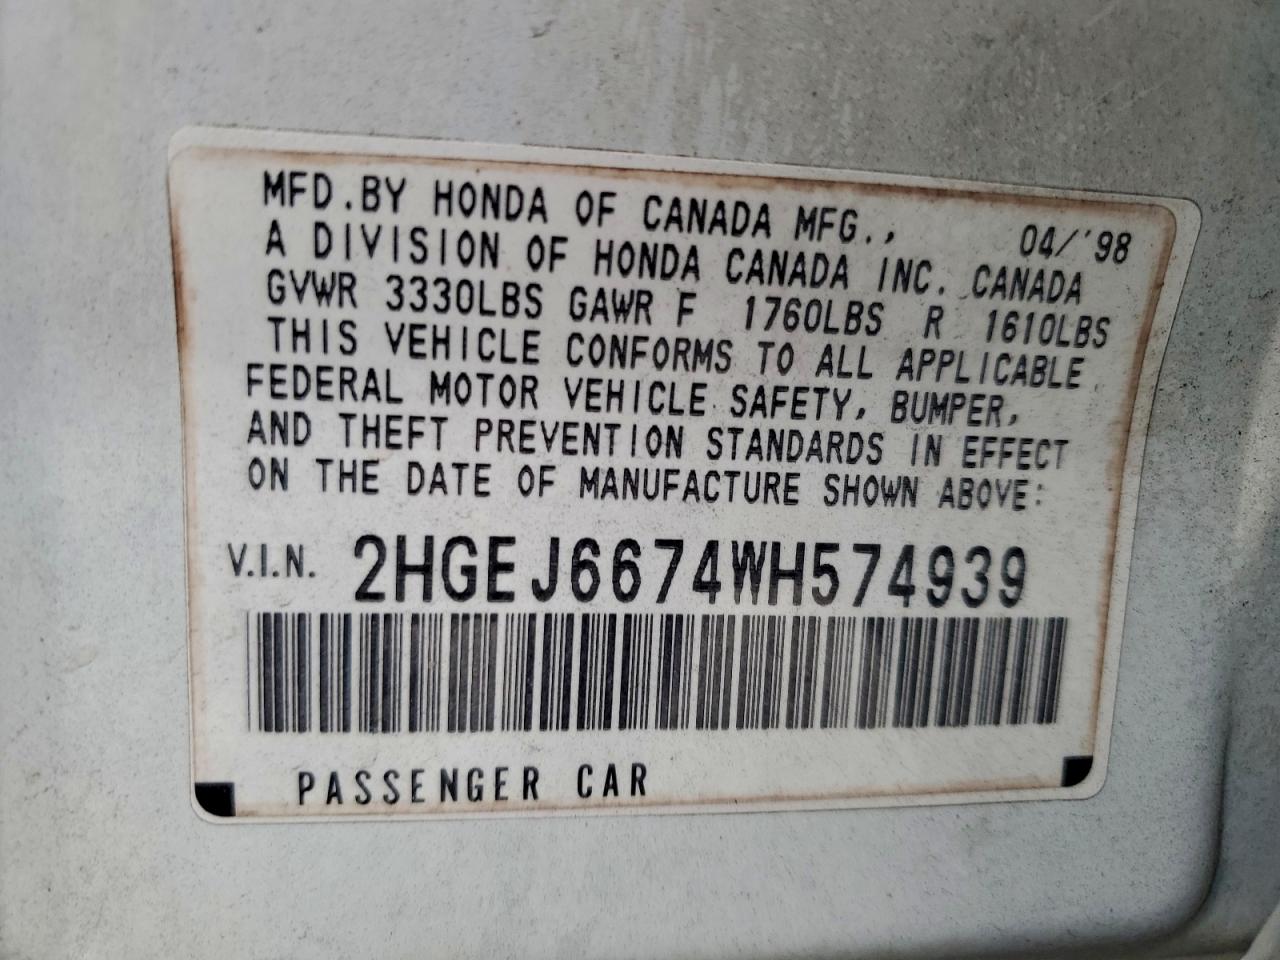 MFD.BY HONDA OF CANADA MFG., 04/'98
A DIVISION OF HONDA CANADA INC. CANADA
GVWR 3330LBS GAWR F 1760LBS R 1610LBS
THIS VEHICLE CONFORMS TO ALL APPLICABLE
FEDERAL MOTOR VEHICLE SAFETY, BUMPER,
AND THEFT PREVENTION STANDARDS IN EFFECT
ON THE DATE OF MANUFACTURE SHOWN ABOVE:
V.I.N. 2HGEJ6674WH574939
PASSENGER CAR